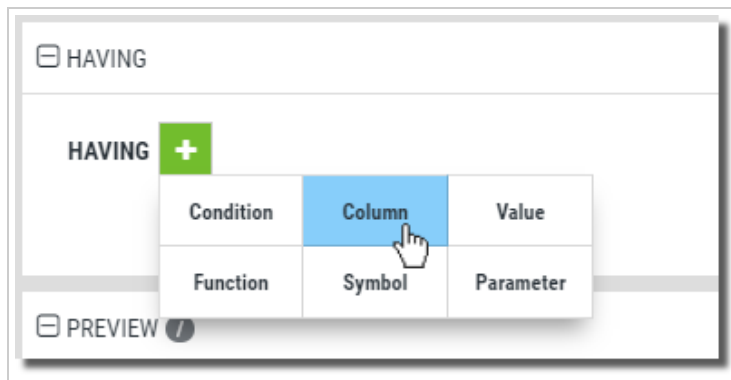 HAVING
HAVING +
Condition Column Value
Function Symbol Parameter
PREVIEW i